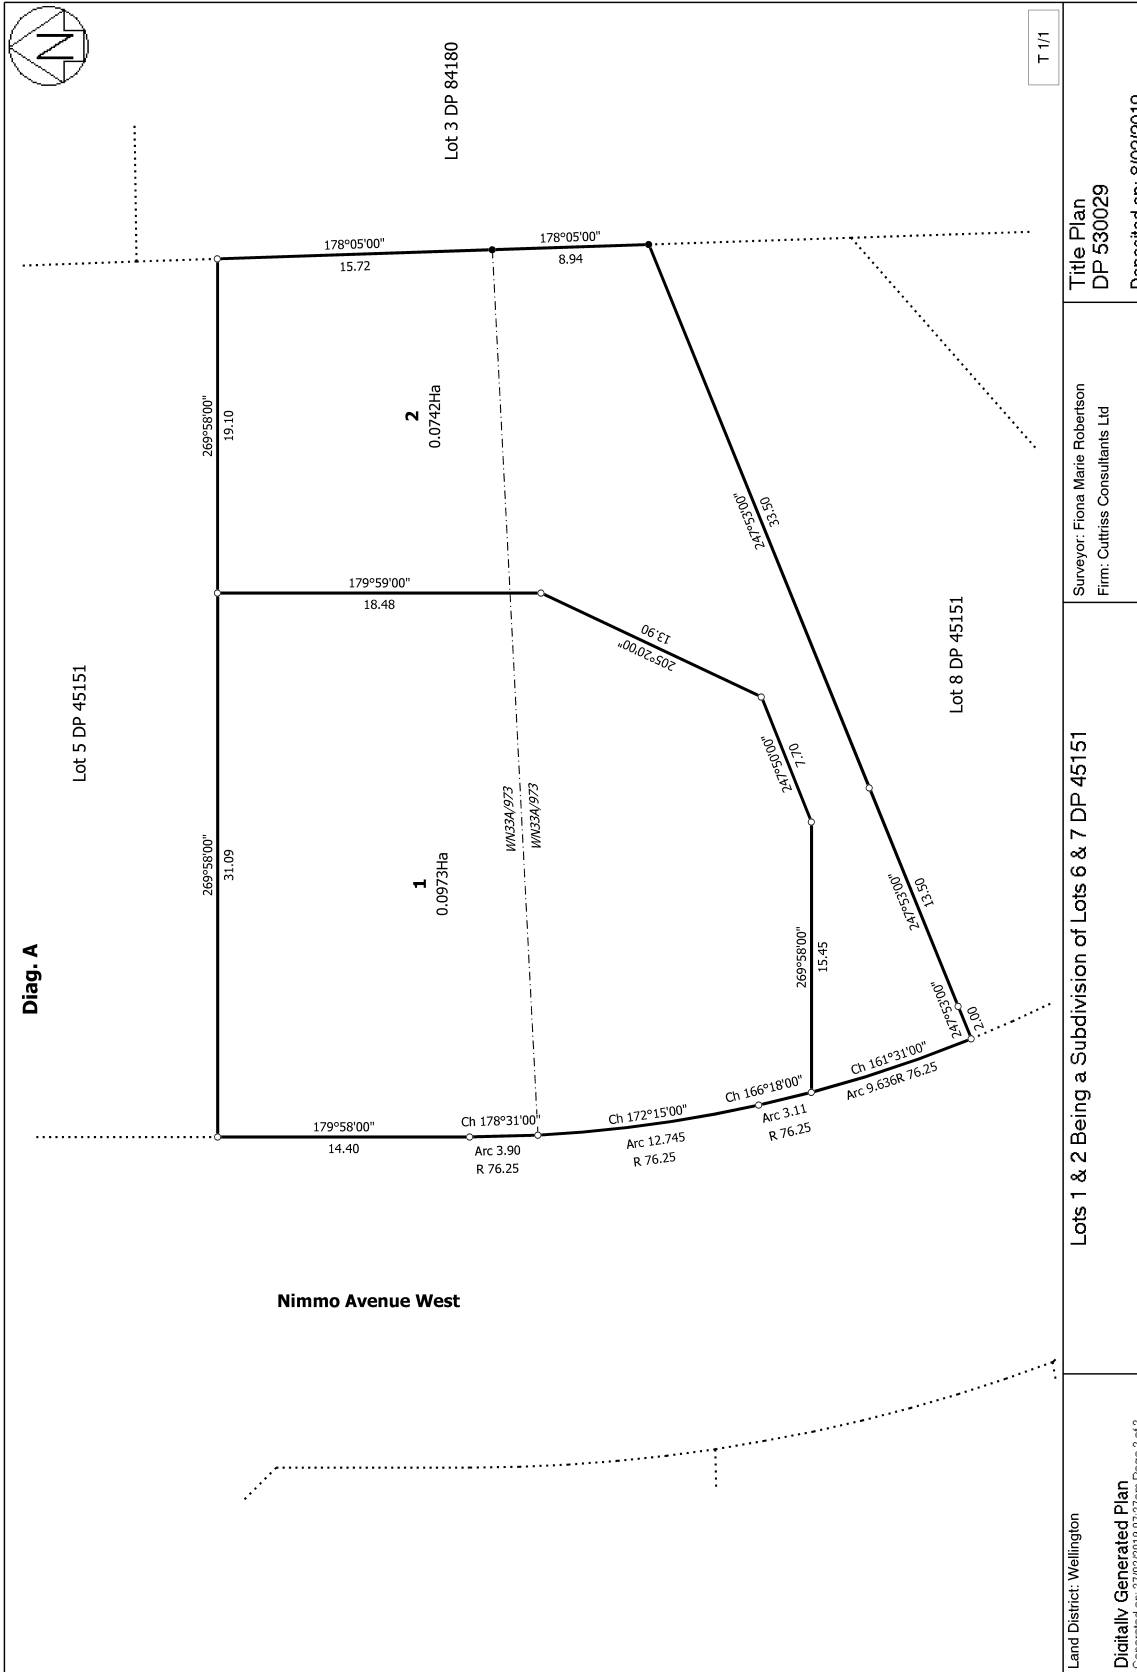 N
T 1/1
Diag. A
Lot 5 DP 45151
Lot 3 DP 84180
269°58'00"
31.09
269°58'00"
19.10
178°05'00"
15.72
178°05'00"
8.94
179°59'00"
18.48
2
0.0742Ha
1
0.0973Ha
WN33A/973
WN33A/973
205°20'00"
13.90
247°50'00"
7.70
269°58'00"
15.45
247°53'00"
33.50
247°53'00"
13.50
247°53'00"
2.00
179°58'00"
14.40
Ch 178°31'00"
Arc 3.90
R 76.25
Ch 172°15'00"
Arc 12.745
R 76.25
Ch 166°18'00"
Arc 3.11
R 76.25
Ch 161°31'00"
Arc 9.636R 76.25
Lot 8 DP 45151
Nimmo Avenue West
Land District: Wellington
Digitally Generated Plan
Lots 1 & 2 Being a Subdivision of Lots 6 & 7 DP 45151
Surveyor: Fiona Marie Robertson
Firm: Cuttriss Consultants Ltd
Title Plan
DP 530029